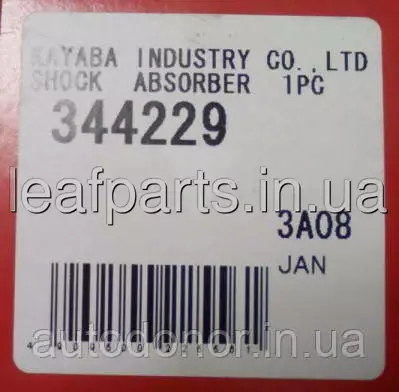 KAYABA INDUSTRY CO.,LTD
SHOCK ABSORBER 1PC
344229
leafparts.in.ua
3A08
JAN
autodonor.in.ua